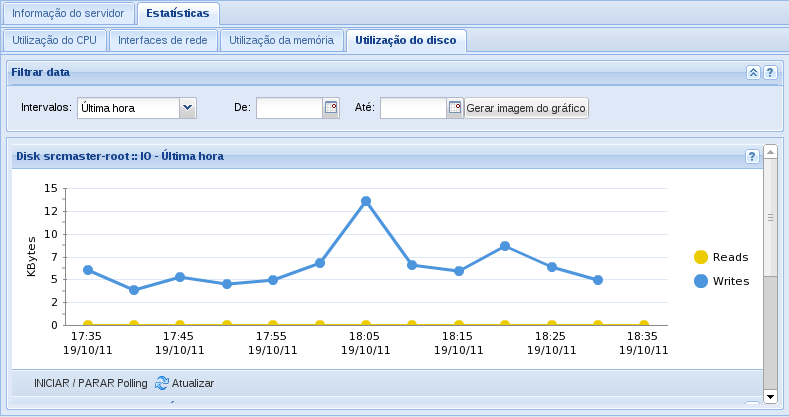 Informação do servidor Estatísticas
Utilização do CPU Interfaces de rede Utilização da memória Utilização do disco
Filtrar data
Intervalos: Última hora De: Até: Gerar imagem do gráfico
Disk srcmaster-root :: IO - Última hora
15
12
10
7
5
2
0
KBytes
Reads
Writes
17:35 17:45 17:55 18:05 18:15 18:25 18:35
19/10/11 19/10/11 19/10/11 19/10/11 19/10/11 19/10/11 19/10/11
INICIAR / PARAR Polling Atualizar